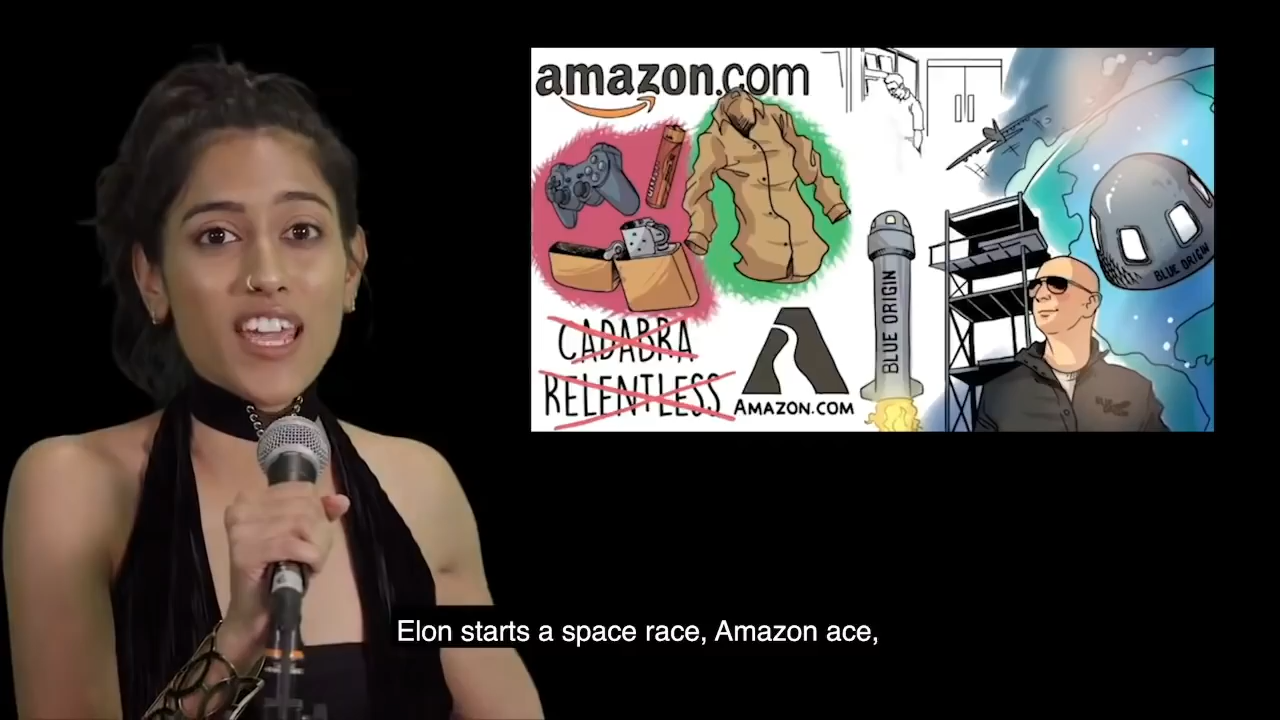 amazon.com
CADABRA
RELENTLESS
AMAZON.COM
BLUE ORIGIN
BLUE ORIGIN
Elon starts a space race, Amazon ace,